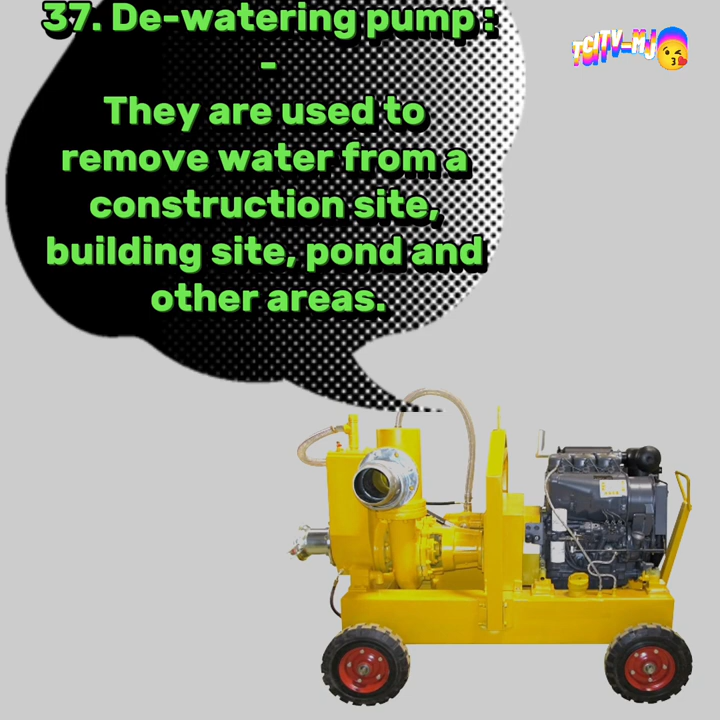 37. De-watering pump :
-
They are used to
remove water from a
construction site,
building site, pond and
other areas.
TCITV-MJ😘